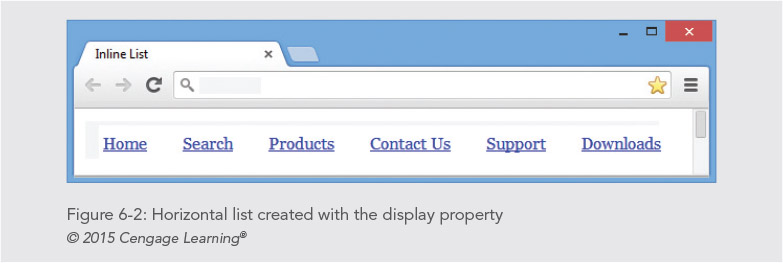 Inline List
Home Search Products Contact Us Support Downloads
Figure 6-2: Horizontal list created with the display property
© 2015 Cengage Learning®